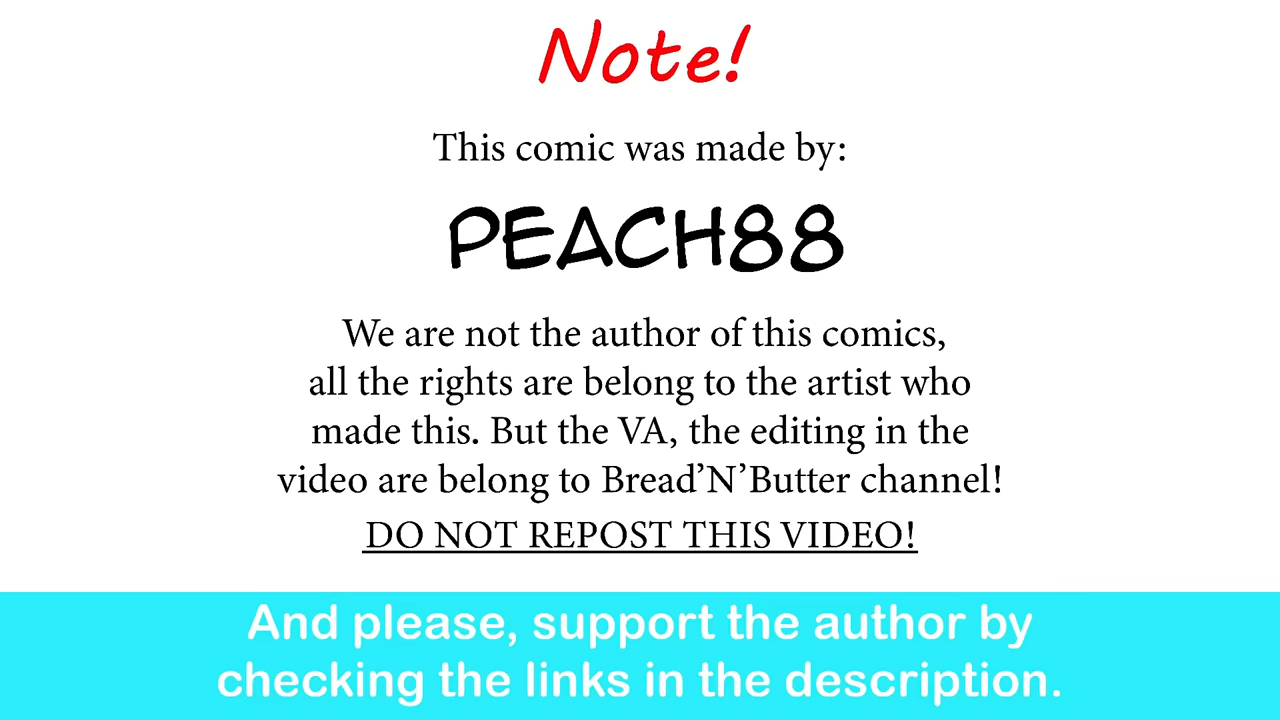 Note!
This comic was made by:
PEACH88
We are not the author of this comics,
all the rights are belong to the artist who
made this. But the VA, the editing in the
video are belong to Bread’N’Butter channel!
DO NOT REPOST THIS VIDEO!
And please, support the author by
checking the links in the description.